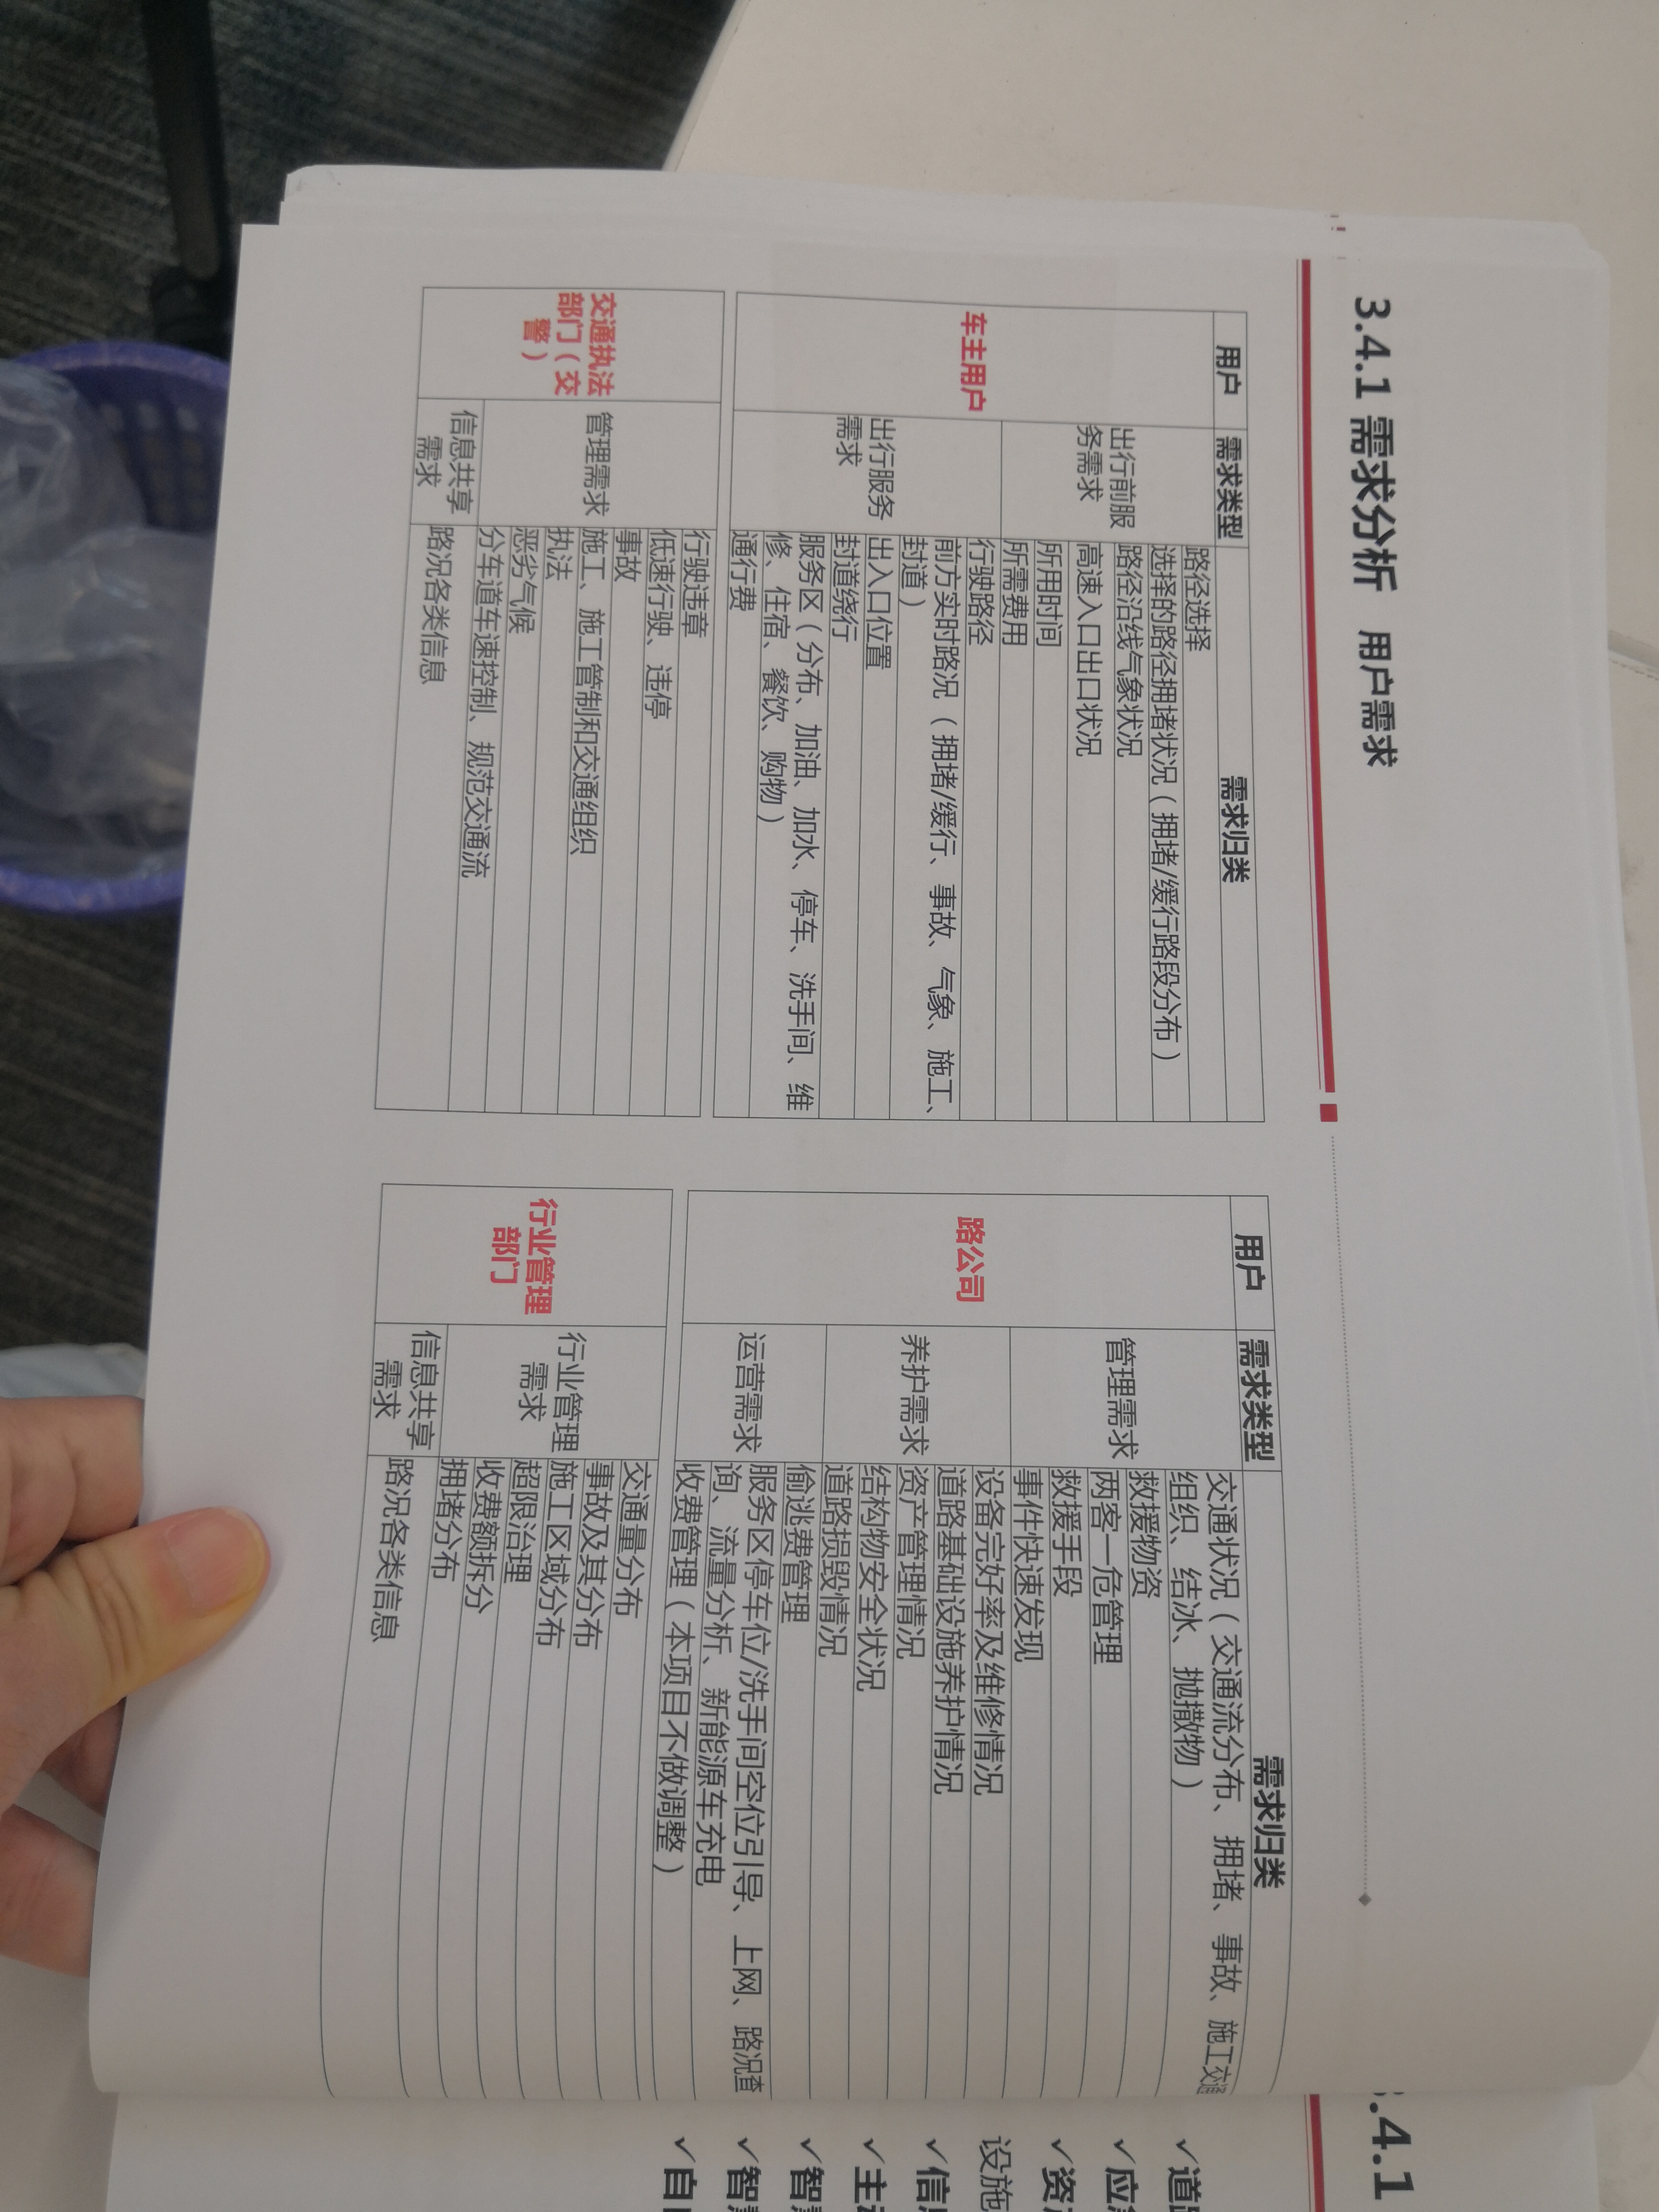 3.4.1 需求分析 用户需求
用户 需求类型 需求归类
车主用户
出行前服
务需求
路径选择
选择的路径拥堵状况（拥堵/缓行路段分布）
路径沿线气象状况
高速入口出口状况
所用时间
所需费用
出行服务
需求
行驶路径
前方实时路况（拥堵/缓行、事故、气象、施工、
封道）
出入口位置
封道绕行
服务区（分布、加油、加水、停车、洗手间、维
修、住宿、餐饮、购物）
通行费
交通执法
部门（交
警）
管理需求
行驶违章
低速行驶、违停
事故
施工、施工管制和交通组织
执法
恶劣气候
分车道车速控制、规范交通流
信息共享
需求
路况各类信息
用户 需求类型 需求归类
路公司
管理需求
交通状况（交通流分布、拥堵、事故、施工交通
组织、结冰、抛撒物）
救援物资
两客一危管理
救援手段
事件快速发现
养护需求
设备完好率及维修情况
道路基础设施养护情况
资产管理情况
结构物安全状况
道路损毁情况
运营需求
偷逃费管理
服务区停车位/洗手间空位引导、上网、路况查
询、流量分析、新能源车充电
收费管理（本项目不做调整）
行业管理
部门
行业管理
需求
交通量分布
事故及其分布
施工区域分布
超限治理
收费额拆分
拥堵分布
信息共享
需求
路况各类信息
.4.1
✓道
✓应
✓资
设施
✓信
✓主
✓智
✓智
✓自